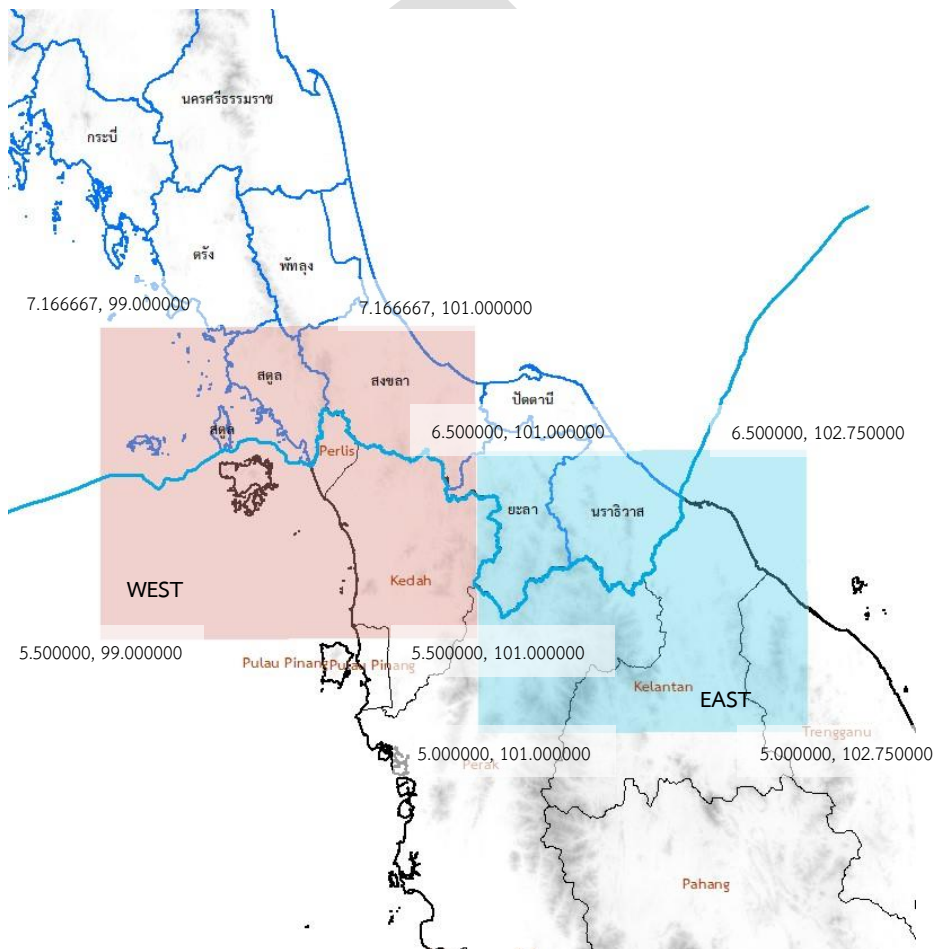 นครศรีธรรมราช
กระบี่
ตรัง
พัทลุง
7.166667, 99.000000
7.166667, 101.000000
สตูล
สงขลา
ปัตตานี
สตูล
6.500000, 101.000000
6.500000, 102.750000
Perlis
ยะลา
นราธิวาส
Kedah
WEST
5.500000, 99.000000
Pulau Pinang
Pulau Pinang
5.500000, 101.000000
Kelantan
EAST
Trengganu
5.000000, 101.000000
5.000000, 102.750000
Perak
Pahang